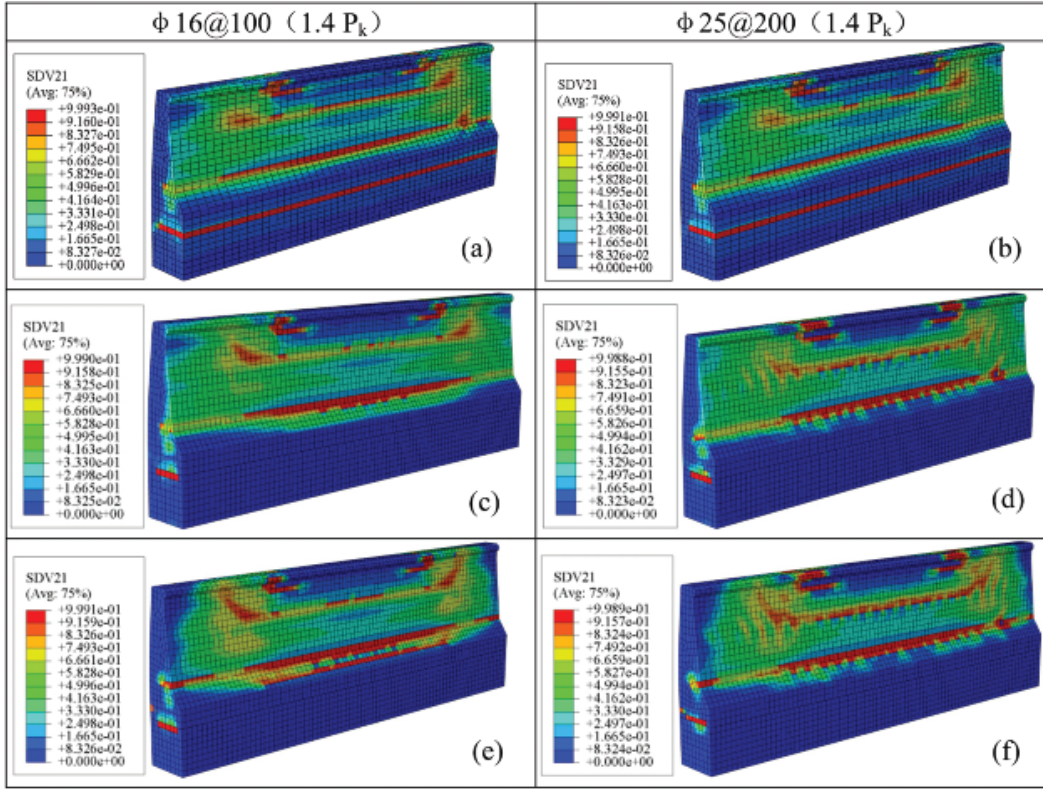 ϕ 16@100（1.4 Pk）
ϕ 25@200（1.4 Pk）
SDV21
(Avg: 75%)
+9.993e-01
+9.160e-01
+8.327e-01
+7.495e-01
+6.662e-01
+5.829e-01
+4.996e-01
+4.164e-01
+3.331e-01
+2.498e-01
+1.665e-01
+8.327e-02
+0.000e+00
(a)
SDV21
(Avg: 75%)
+9.991e-01
+9.158e-01
+8.326e-01
+7.493e-01
+6.660e-01
+5.828e-01
+4.995e-01
+4.163e-01
+3.330e-01
+2.498e-01
+1.665e-01
+8.326e-02
+0.000e+00
(b)
SDV21
(Avg: 75%)
+9.990e-01
+9.158e-01
+8.325e-01
+7.493e-01
+6.660e-01
+5.828e-01
+4.995e-01
+4.163e-01
+3.330e-01
+2.498e-01
+1.665e-01
+8.325e-02
+0.000e+00
(c)
SDV21
(Avg: 75%)
+9.988e-01
+9.155e-01
+8.323e-01
+7.491e-01
+6.659e-01
+5.826e-01
+4.994e-01
+4.162e-01
+3.329e-01
+2.497e-01
+1.665e-01
+8.323e-02
+0.000e+00
(d)
SDV21
(Avg: 75%)
+9.991e-01
+9.159e-01
+8.326e-01
+7.493e-01
+6.661e-01
+5.828e-01
+4.996e-01
+4.163e-01
+3.330e-01
+2.498e-01
+1.665e-01
+8.326e-02
+0.000e+00
(e)
SDV21
(Avg: 75%)
+9.989e-01
+9.157e-01
+8.324e-01
+7.492e-01
+6.659e-01
+5.827e-01
+4.994e-01
+4.162e-01
+3.330e-01
+2.497e-01
+1.665e-01
+8.324e-02
+0.000e+00
(f)